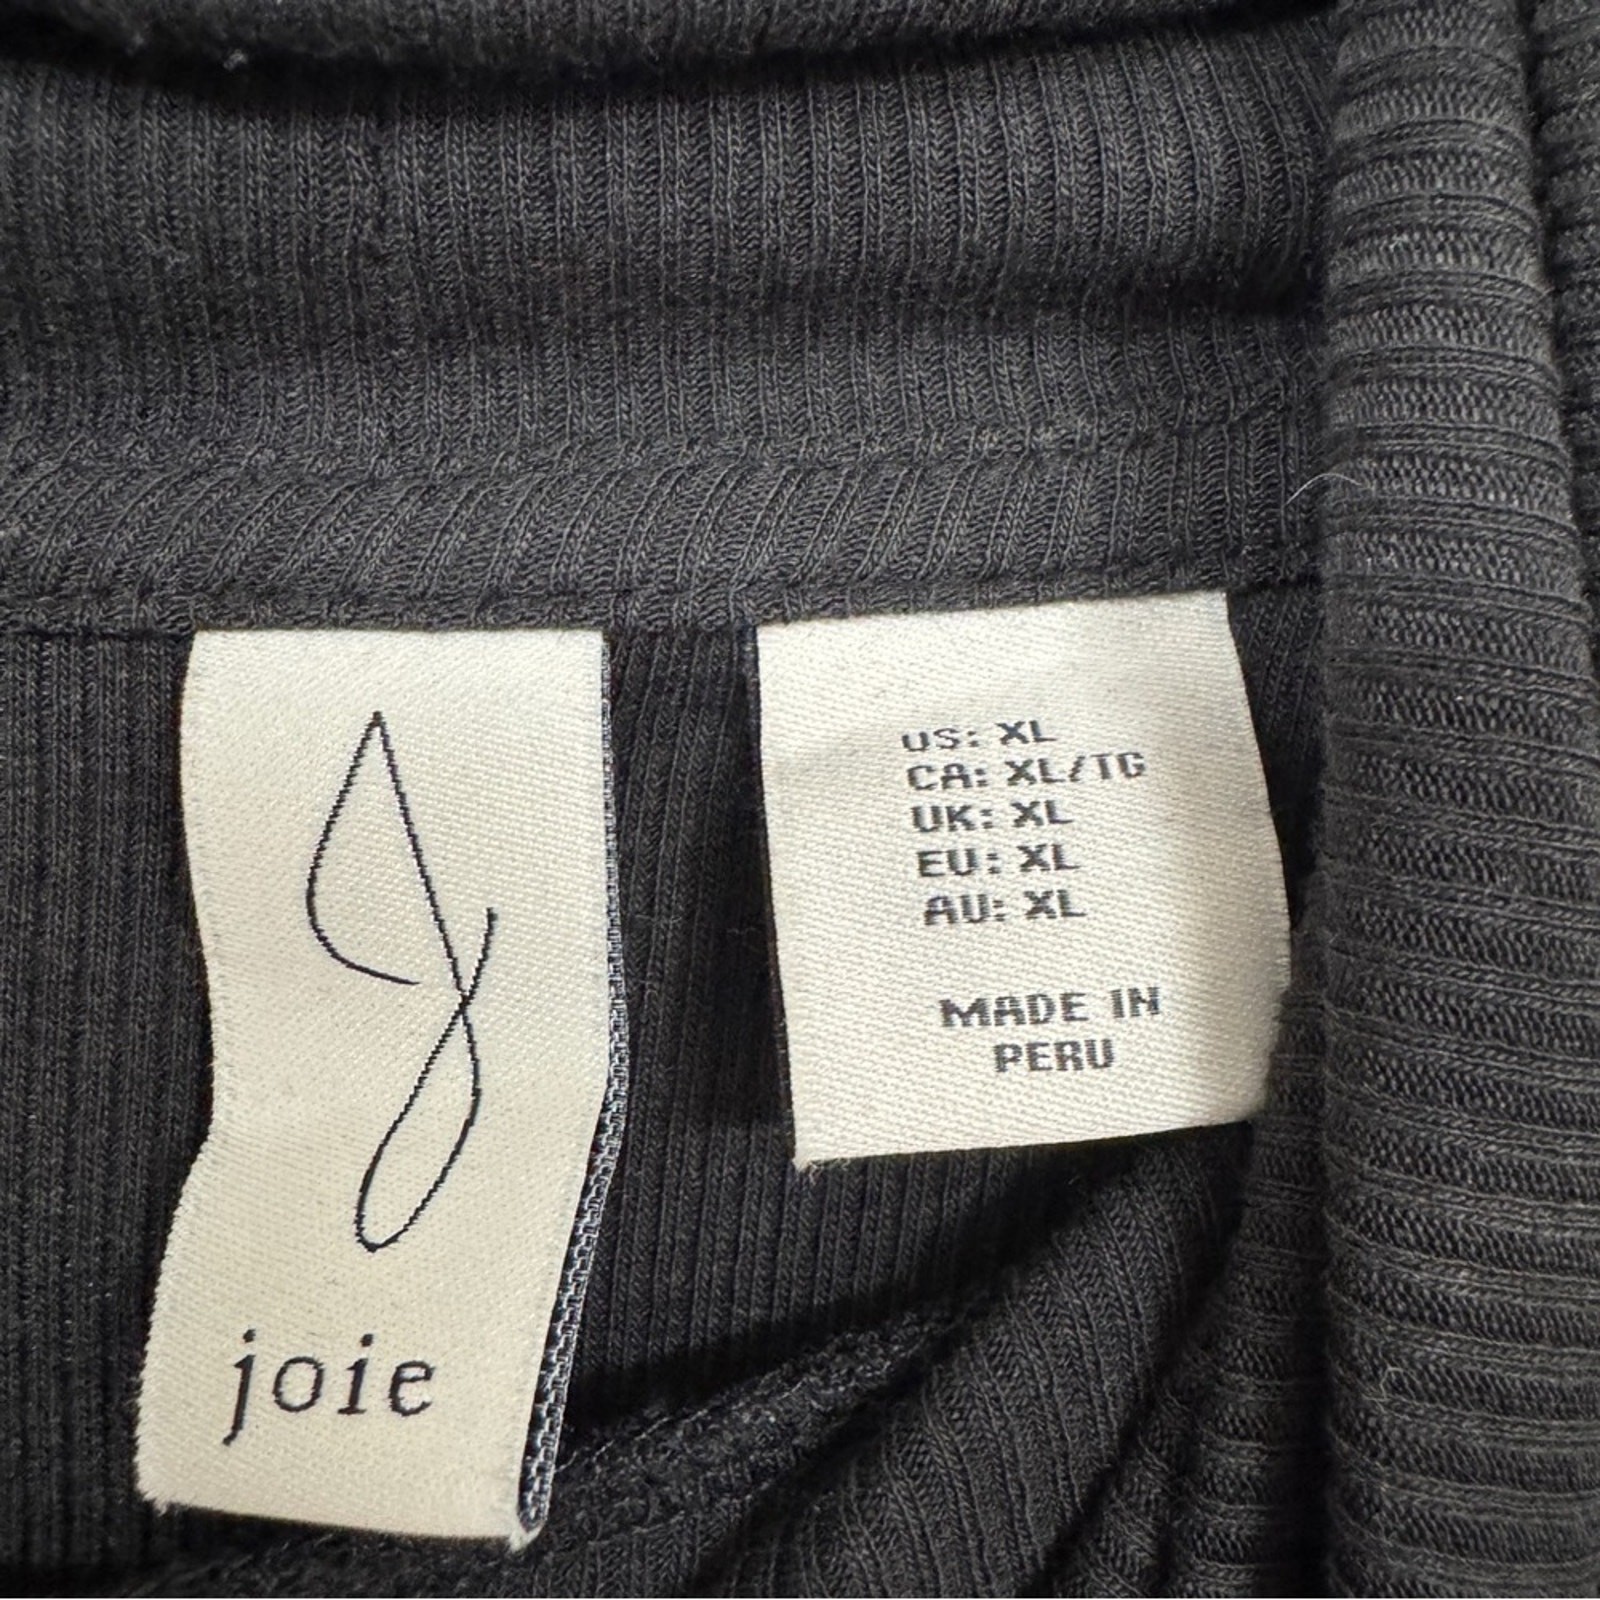 joie
US: XL
CA: XL/TG
UK: XL
EU: XL
AU: XL
MADE IN
PERU